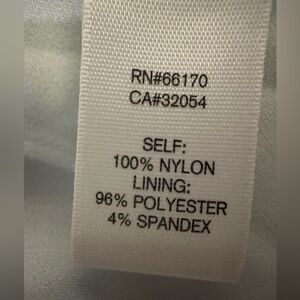 RN#66170
CA#32054
SELF:
100% NYLON
LINING:
96% POLYESTER
4% SPANDEX